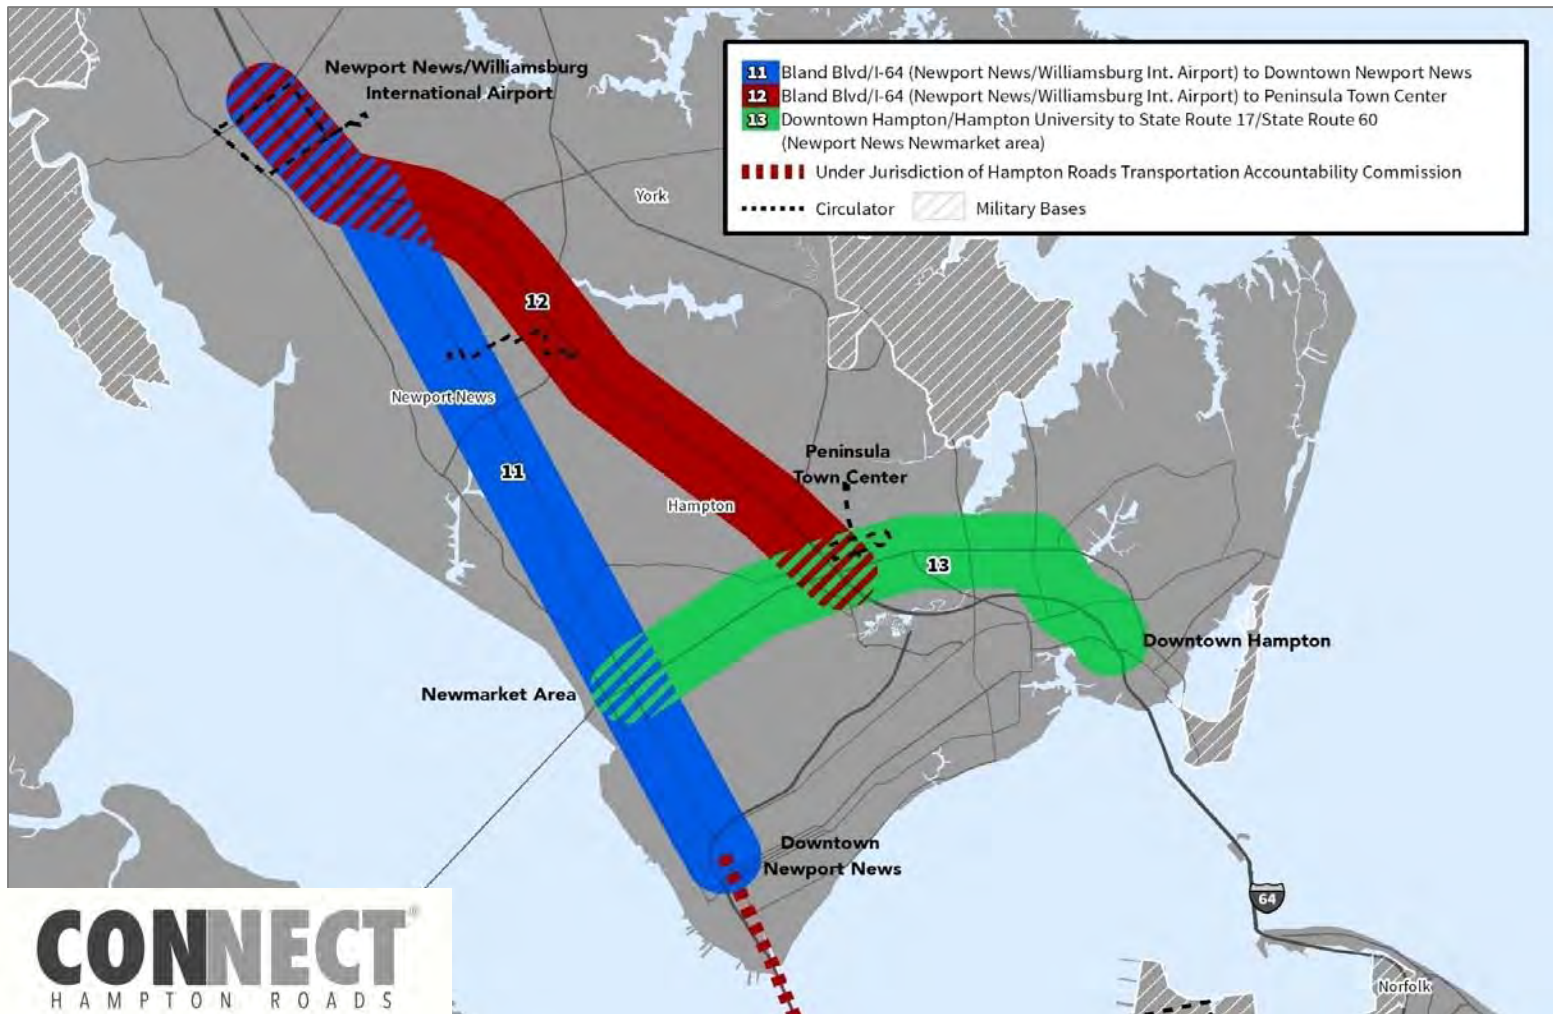 Newport News/Williamsburg
International Airport
11 Bland Blvd/I-64 (Newport News/Williamsburg Int. Airport) to Downtown Newport News
12 Bland Blvd/I-64 (Newport News/Williamsburg Int. Airport) to Peninsula Town Center
13 Downtown Hampton/Hampton University to State Route 17/State Route 60
(Newport News Newmarket area)
Under Jurisdiction of Hampton Roads Transportation Accountability Commission
Circulator Military Bases
York
12
Newport News
11
Peninsula
Town Center
Hampton
13
Downtown Hampton
Newmarket Area
Downtown
Newport News
64
CONNECT®
HAMPTON ROADS
Norfolk